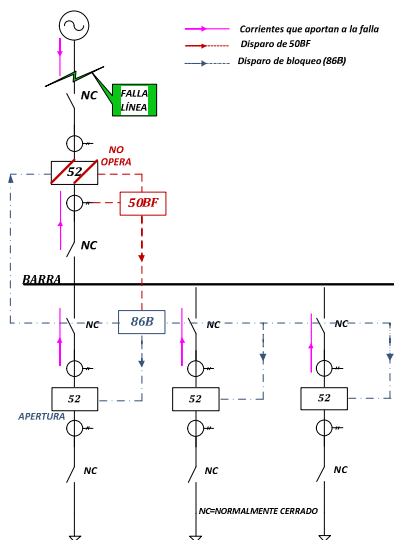 Corrientes que aportan a la falla
Disparo de 50BF
Disparo de bloqueo (86B)
NC
FALLA
LÍNEA
NO
OPERA
52
50BF
NC
BARRA
NC
86B
NC
NC
52
52
52
APERTURA
NC
NC
NC
NC=NORMALMENTE CERRADO